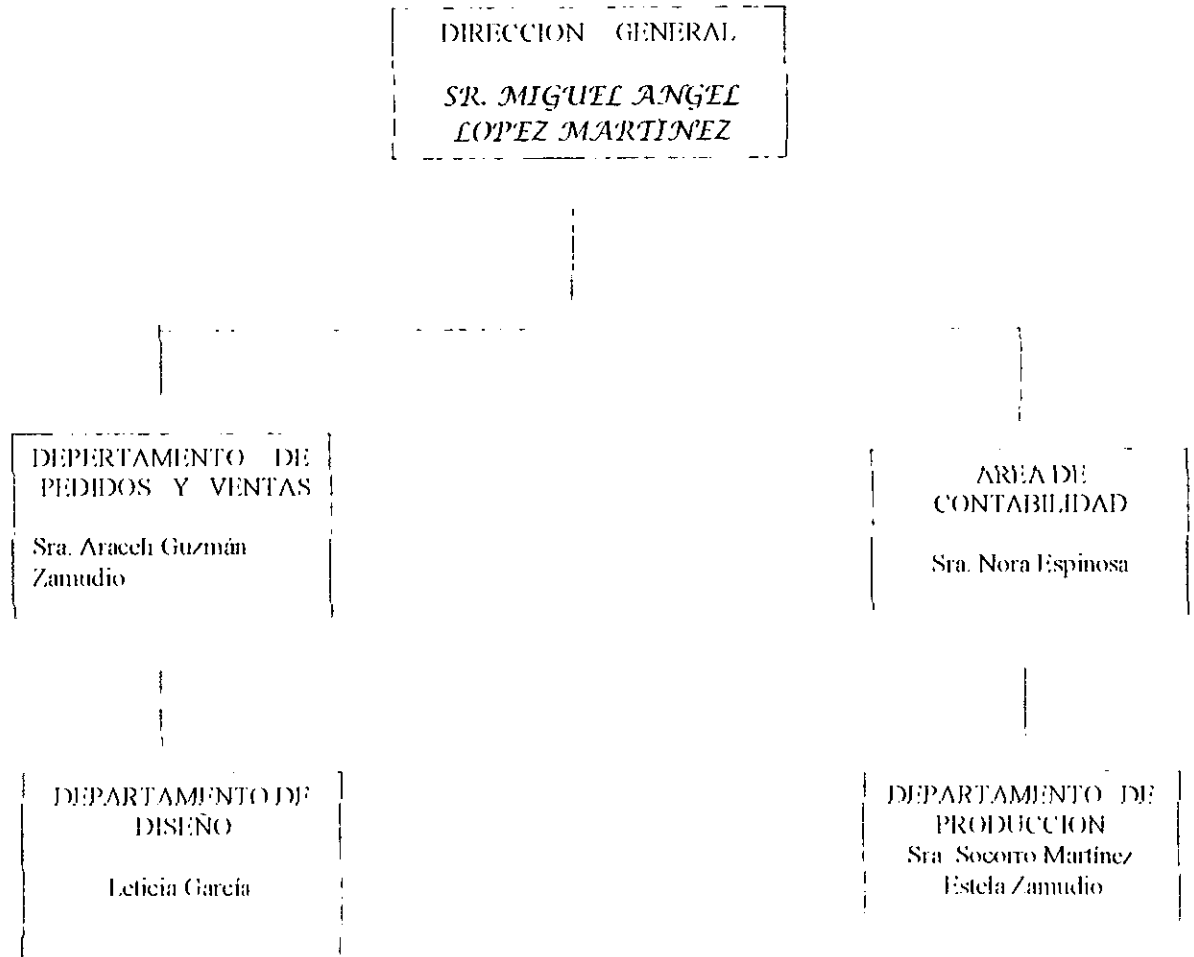 DIRECCION GENERAL
SR. MIGUEL ANGEL
LOPEZ MARTINEZ
DEPERTAMENTO DE
PEDIDOS Y VENTAS
Sra. Araceli Guzmán
Zamudio
AREA DE
CONTABILIDAD
Sra. Nora Espinosa
DEPARTAMENTO DE
DISEÑO
Leticia García
DEPARTAMENTO DE
PRODUCCION
Sra. Socorro Martínez
Estela Zamudio